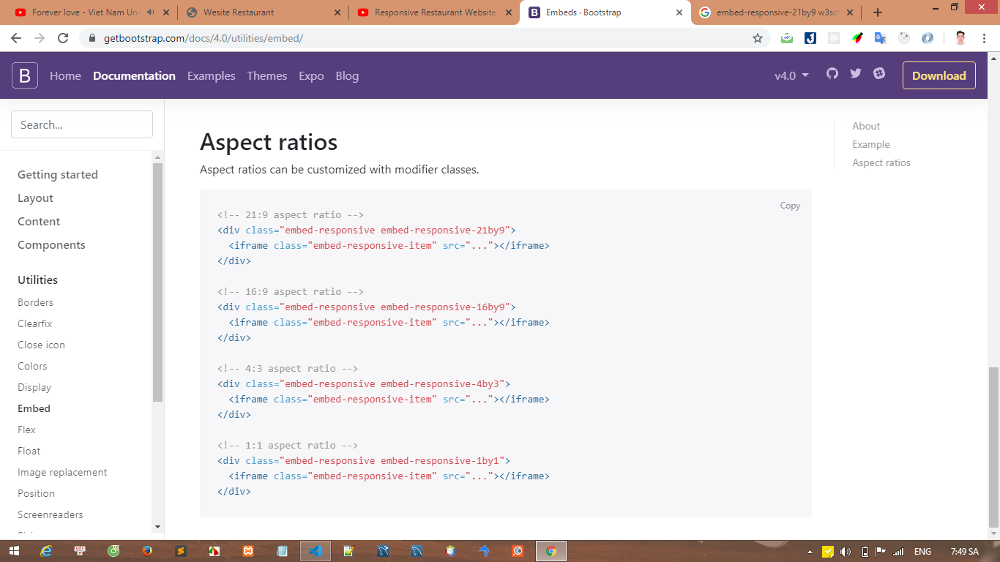 Forever love - Viet Nam Un
Wesite Restaurant
Responsive Restaurant Website
Embeds · Bootstrap
embed-responsive-21by9 w3sc
getbootstrap.com/docs/4.0/utilities/embed/
B Home Documentation Examples Themes Expo Blog v4.0 Download
Search...
Getting started
Layout
Content
Components
Utilities
Borders
Clearfix
Close icon
Colors
Display
Embed
Flex
Float
Image replacement
Position
Screenreaders
Aspect ratios
Aspect ratios can be customized with modifier classes.
Copy
<!-- 21:9 aspect ratio -->
<div class="embed-responsive embed-responsive-21by9">
  <iframe class="embed-responsive-item" src="..."></iframe>
</div>
<!-- 16:9 aspect ratio -->
<div class="embed-responsive embed-responsive-16by9">
  <iframe class="embed-responsive-item" src="..."></iframe>
</div>
<!-- 4:3 aspect ratio -->
<div class="embed-responsive embed-responsive-4by3">
  <iframe class="embed-responsive-item" src="..."></iframe>
</div>
<!-- 1:1 aspect ratio -->
<div class="embed-responsive embed-responsive-1by1">
  <iframe class="embed-responsive-item" src="..."></iframe>
</div>
About
Example
Aspect ratios
ENG
7:49 SA